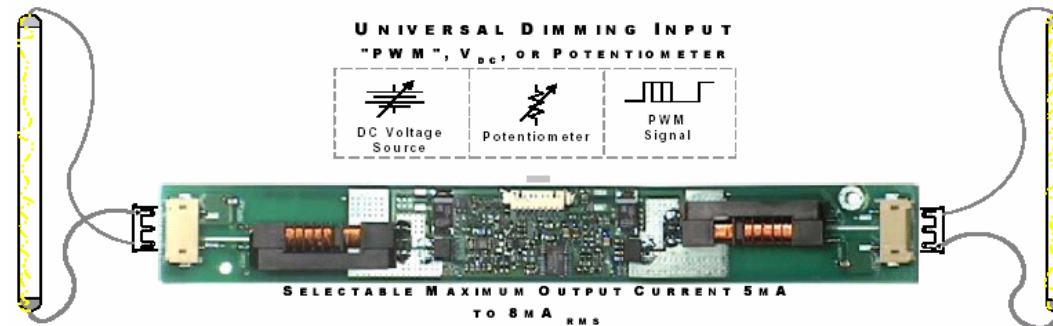 UNIVERSAL DIMMING INPUT
"PWM", VDC, OR POTENTIOMETER
DC Voltage
Source
Potentiometer
PWM
Signal
SELECTABLE MAXIMUM OUTPUT CURRENT 5MA
TO 8MA RMS